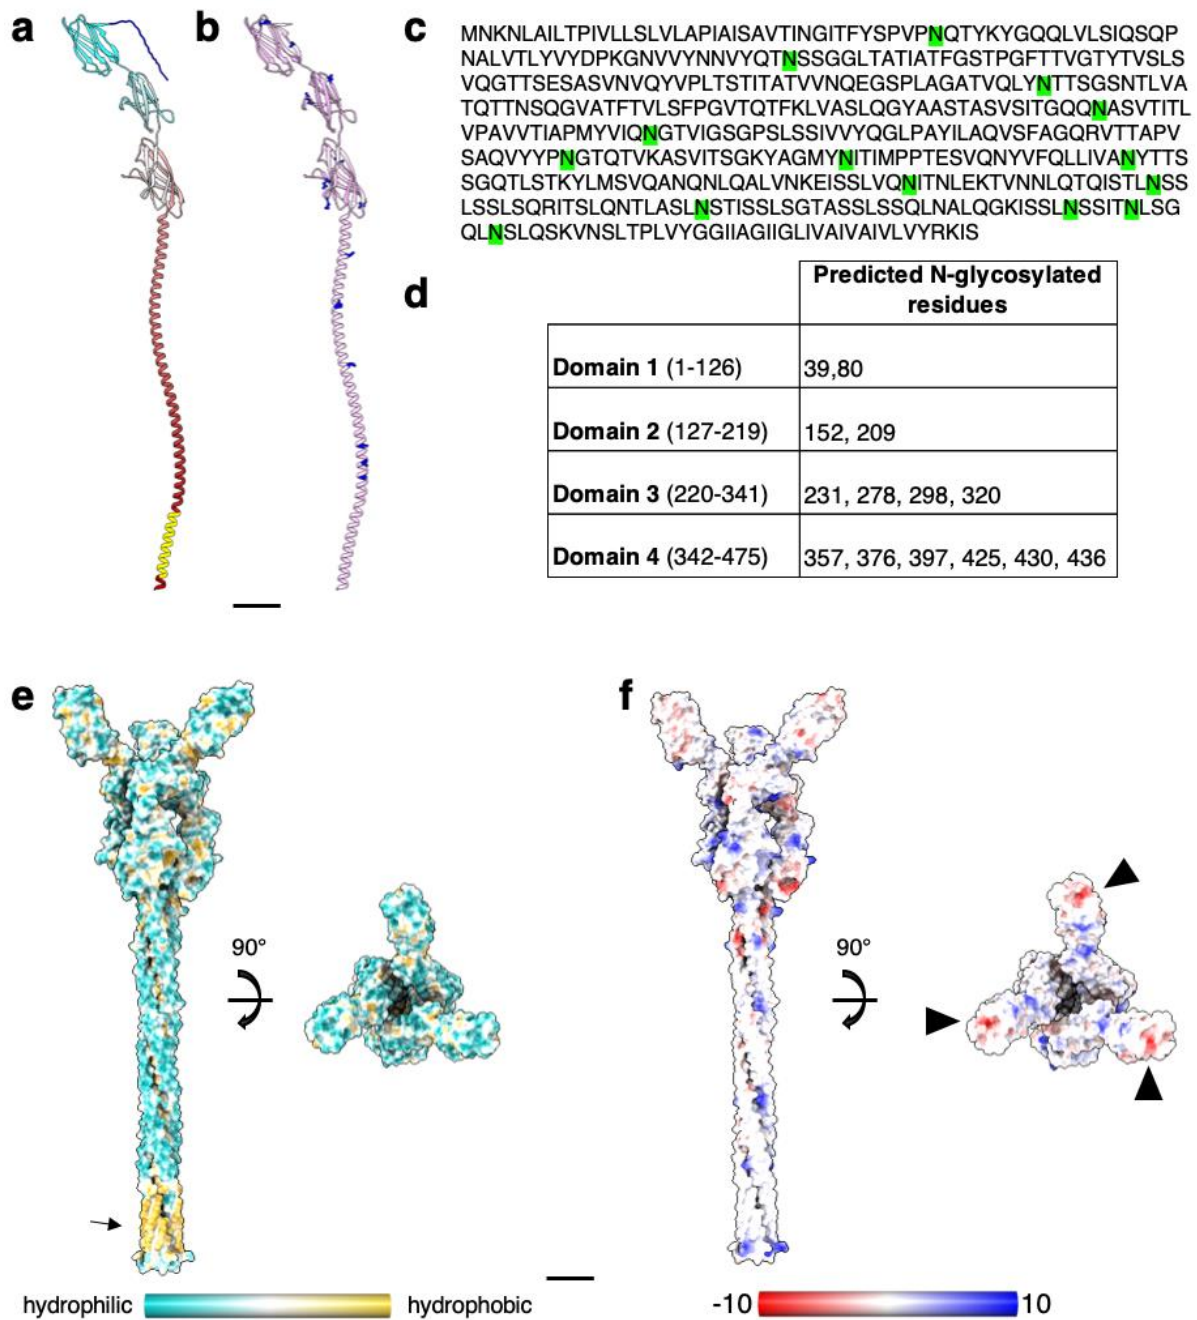 a
b
c
MNKNLAILTPIVLLSLVLAPIAISAVTINGITFYSPVPNQTYKYGQQLVLSIQSQP
NALVTLYVYDPKGNVVYNNVYQTNSSGGLTATIATFGSTPGFTTVGTYTVSLS
VQGTTSESASVNVQYVPLTSTITATVVNQEGSPLAGATVQLYNTTSGSNTLVA
TQTTNSQGVATFTVLSFPGVTQTFKLVASLQGYAASTASVSITGQQNASVTITL
VPAVVTIAPMYVIQNGTVIGSGPSLSSIVVYQGLPAYILAQVSFAGQRVTTAPV
SAQVYYPNGTQTVKASVITSGKYAGMYNITIMPPTESVQNYVFQLLIVANYTTS
SGQTLSTKYLMSVQANQNLQALVNKEISSLVQNITNLEKTVNNLQTQISTLNSS
LSSLSQRITSLQNTLASLNSTISSLSGTASSLSSQLNALQGKISSLNSSITNLSG
QLNSLQSKVNSLTPLVYGGIIAGIIGLIVAIVAIVLVYRKIS
d
Predicted N-glycosylated
residues
Domain 1 (1-126) 39,80
Domain 2 (127-219) 152, 209
Domain 3 (220-341) 231, 278, 298, 320
Domain 4 (342-475) 357, 376, 397, 425, 430, 436
e
f
90°
90°
hydrophilic hydrophobic
-10 10